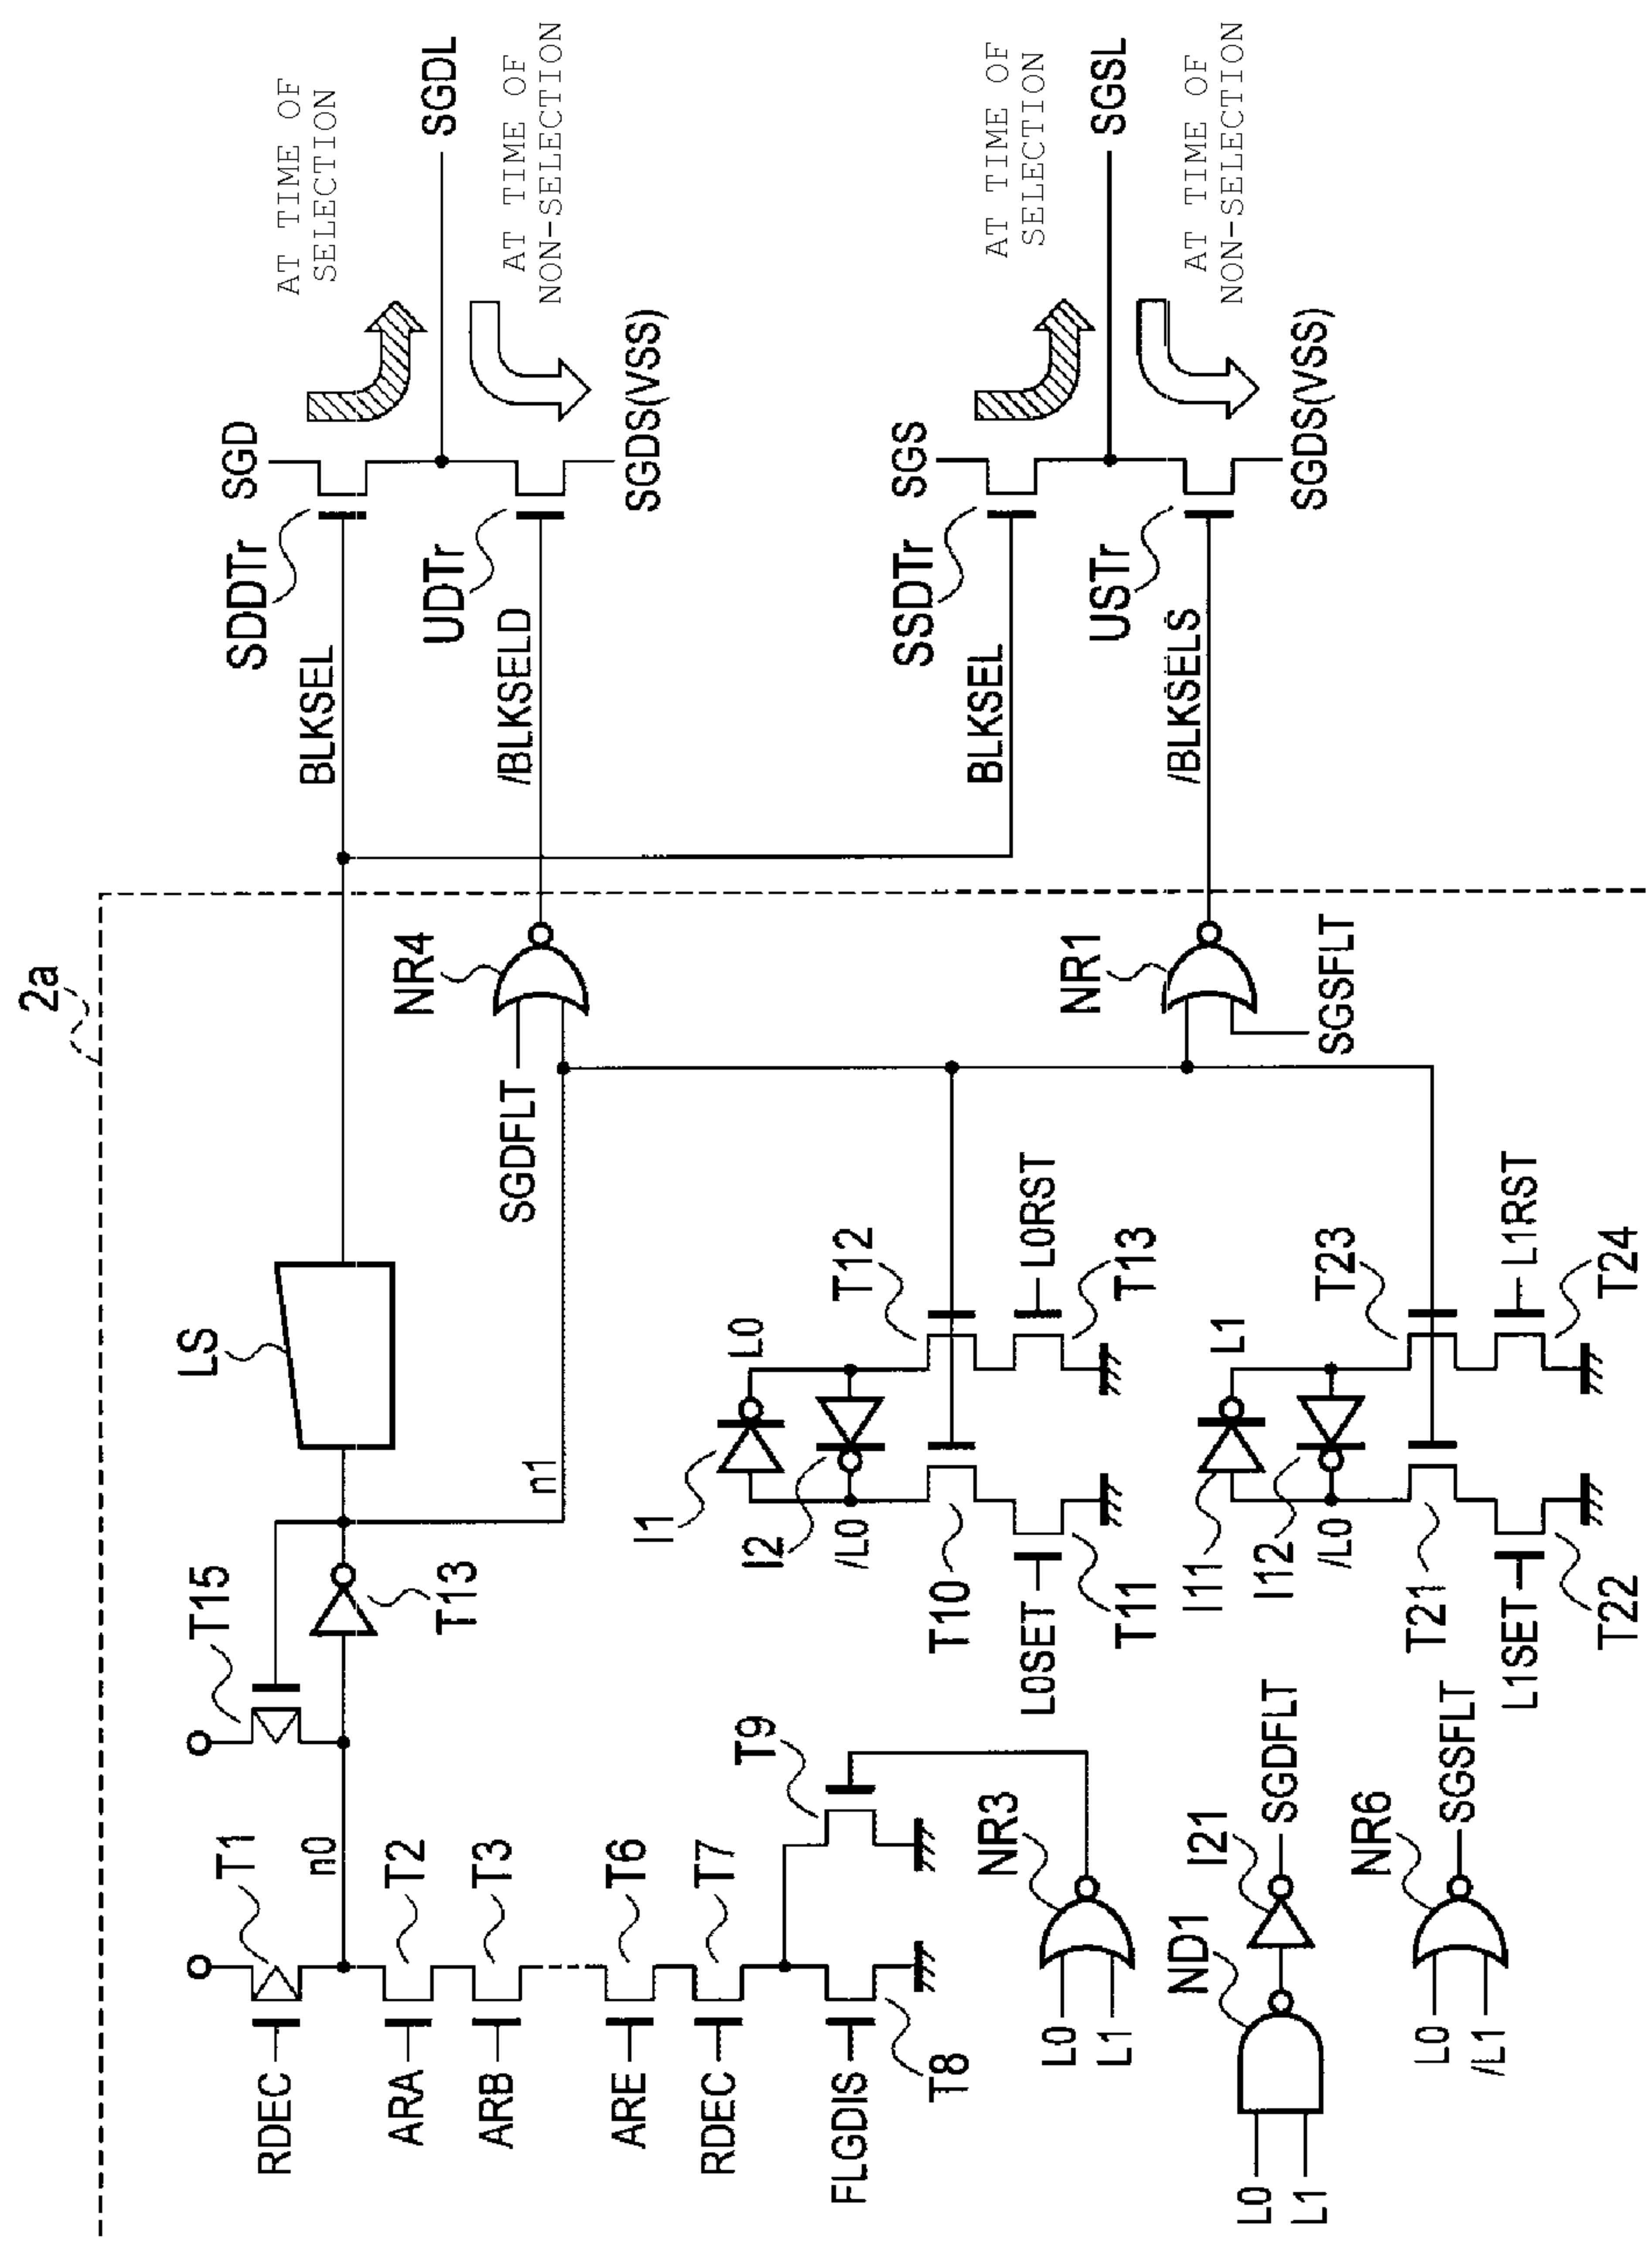 2a
RDEC
T1
n0
T15
T13
LS
BLKSEL
SDDTr
SGD
AT TIME OF
SELECTION
SGDL
ARA
T2
ARB
T3
n1
SGDFLT
NR4
/BLKSELD
UDTr
SGDS(VSS)
AT TIME OF
NON-SELECTION
ARE
T6
RDEC
T7
FLGDIS
T8
T9
I1
I2
/L0
L0
T12
T10
L0SET
T11
L0RST
T13
BLKSEL
SSDTr
SGS
AT TIME OF
SELECTION
SGSL
L0
L1
NR3
NR1
SGSFLT
/BLKSELS
USTr
SGDS(VSS)
AT TIME OF
NON-SELECTION
L0
L1
ND1
I21
SGDFLT
I11
I12
/L0
L1
T23
T21
L1SET
T22
L1RST
T24
L0
/L1
NR6
SGSFLT